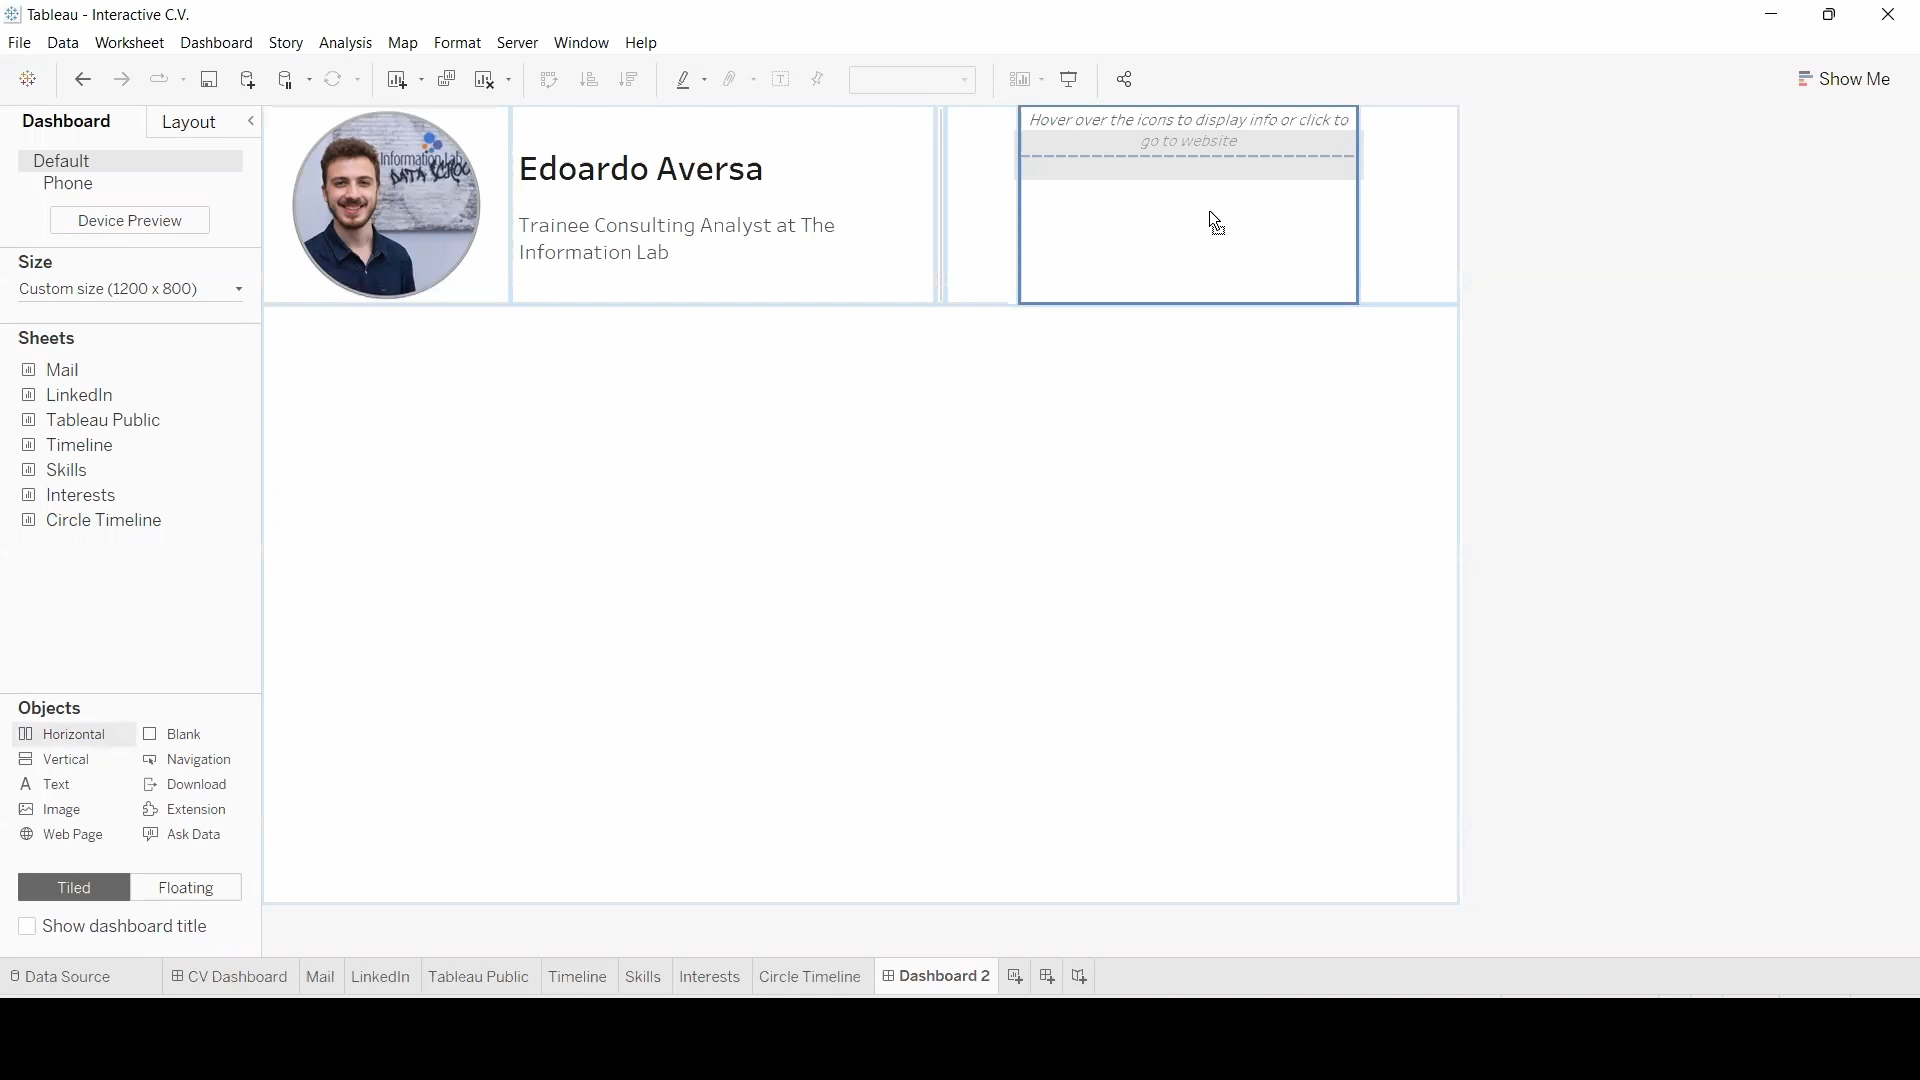 Tableau - Interactive C.V.
File Data Worksheet Dashboard Story Analysis Map Format Server Window Help
Show Me
Dashboard Layout
Default
Phone
Device Preview
Size
Custom size (1200 x 800)
Sheets
Mail
LinkedIn
Tableau Public
Timeline
Skills
Interests
Circle Timeline
Objects
Horizontal Blank
Vertical Navigation
Text Download
Image Extension
Web Page Ask Data
Tiled Floating
Show dashboard title
Information Lab
DATA SCHOOL
Edoardo Aversa
Trainee Consulting Analyst at The
Information Lab
Hover over the icons to display info or click to
go to website
Data Source CV Dashboard Mail LinkedIn Tableau Public Timeline Skills Interests Circle Timeline Dashboard 2